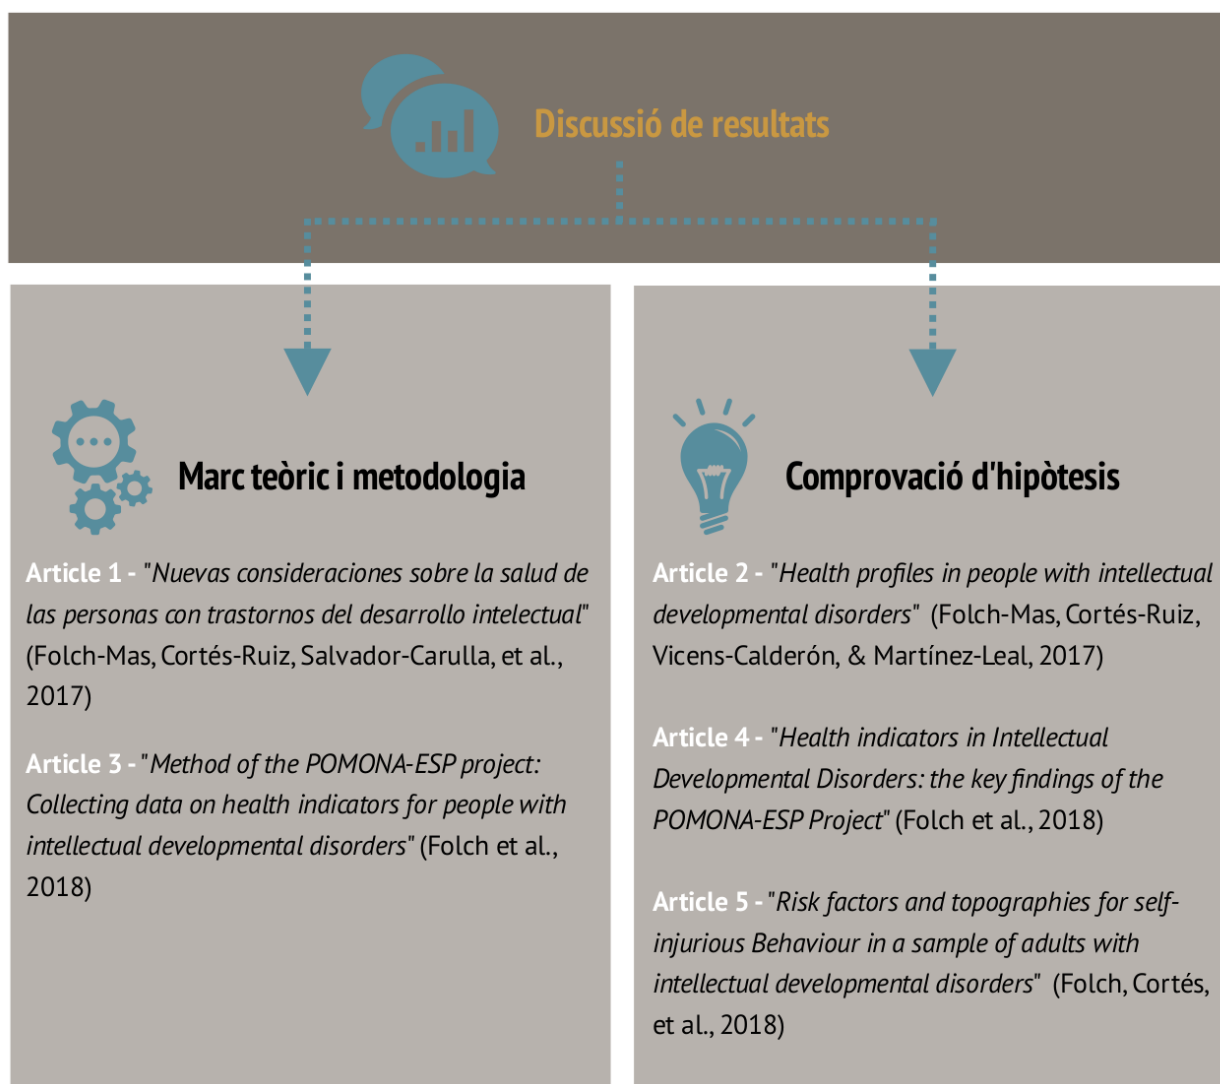 Discussió de resultats
Marc teòric i metodologia
Article 1 - "Nuevas consideraciones sobre la salud de
las personas con trastornos del desarrollo intelectual"
(Folch-Mas, Cortés-Ruiz, Salvador-Carulla, et al.,
2017)
Article 3 - "Method of the POMONA-ESP project:
Collecting data on health indicators for people with
intellectual developmental disorders" (Folch et al.,
2018)
Comprovació d'hipòtesis
Article 2 - "Health profiles in people with intellectual
developmental disorders" (Folch-Mas, Cortés-Ruiz,
Vicens-Calderón, & Martínez-Leal, 2017)
Article 4 - "Health indicators in Intellectual
Developmental Disorders: the key findings of the
POMONA-ESP Project" (Folch et al., 2018)
Article 5 - "Risk factors and topographies for self-
injurious Behaviour in a sample of adults with
intellectual developmental disorders" (Folch, Cortés,
et al., 2018)